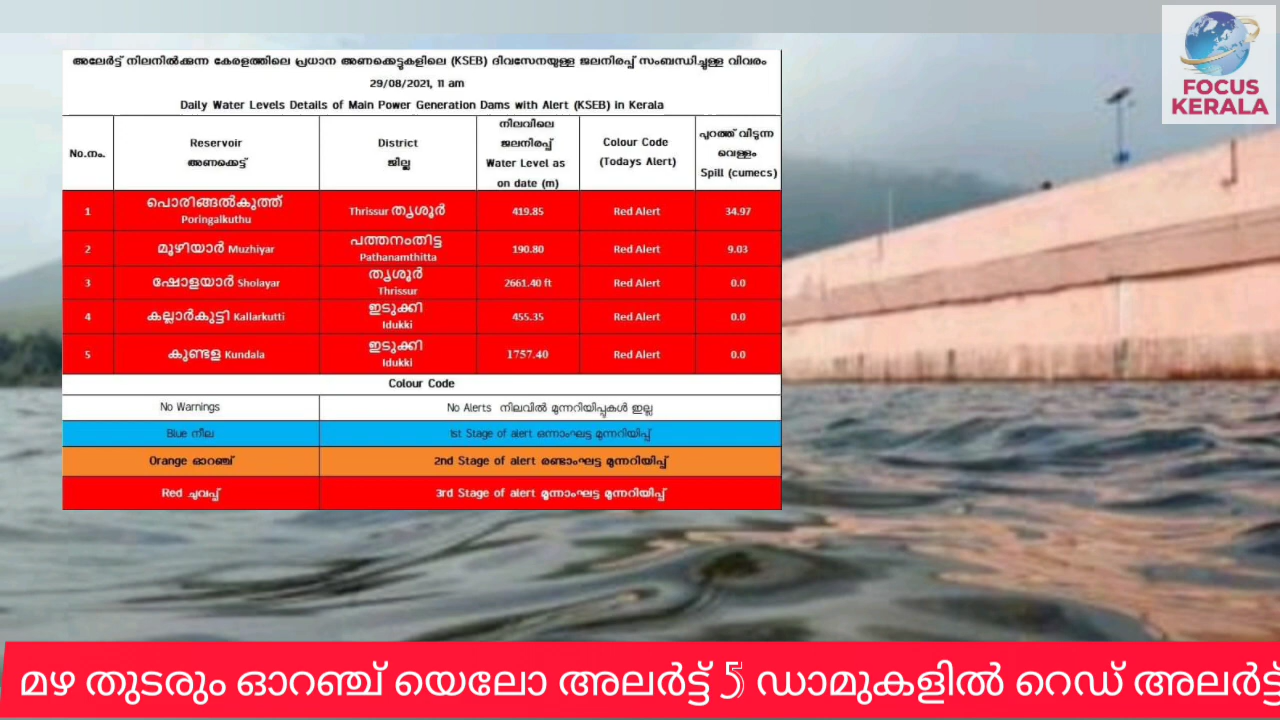 FOCUS
KERALA
അലേർട്ട് നിലനിൽക്കുന്ന കേരളത്തിലെ പ്രധാന അണക്കെട്ടുകളിലെ (KSEB) ദിവസേനയുള്ള ജലനിരപ്പ് സംബന്ധിച്ചുള്ള വിവരം
29/08/2021, 11 am
Daily Water Levels Details of Main Power Generation Dams with Alert (KSEB) in Kerala
No.നം.
Reservoir
അണക്കെട്ട്
District
ജില്ല
നിലവിലെ
ജലനിരപ്പ്
Water Level as
on date (m)
Colour Code
(Todays Alert)
പുറത്ത് വിടുന്ന
വെള്ളം
Spill (cumecs)
1 പൊരിങ്ങൽകുത്ത് Poringalkuthu Thrissur തൃശൂർ 419.85 Red Alert 34.97
2 മൂഴിയാർ Muzhiyar പത്തനംതിട്ട Pathanamthitta 190.80 Red Alert 9.03
3 ഷോളയാർ Sholayar തൃശൂർ Thrissur 2661.40 ft Red Alert 0.0
4 കല്ലാർകുട്ടി Kallarkutti ഇടുക്കി Idukki 455.35 Red Alert 0.0
5 കുണ്ടള Kundala ഇടുക്കി Idukki 1757.40 Red Alert 0.0
Colour Code
No Warnings No Alerts നിലവിൽ മുന്നറിയിപ്പുകൾ ഇല്ല
Blue നീല 1st Stage of alert ഒന്നാംഘട്ട മുന്നറിയിപ്പ്
Orange ഓറഞ്ച് 2nd Stage of alert രണ്ടാംഘട്ട മുന്നറിയിപ്പ്
Red ചുവപ്പ് 3rd Stage of alert മൂന്നാംഘട്ട മുന്നറിയിപ്പ്
മഴ തുടരും ഓറഞ്ച് യെലോ അലർട്ട് 5 ഡാമുകളിൽ റെഡ് അലർട്ട്